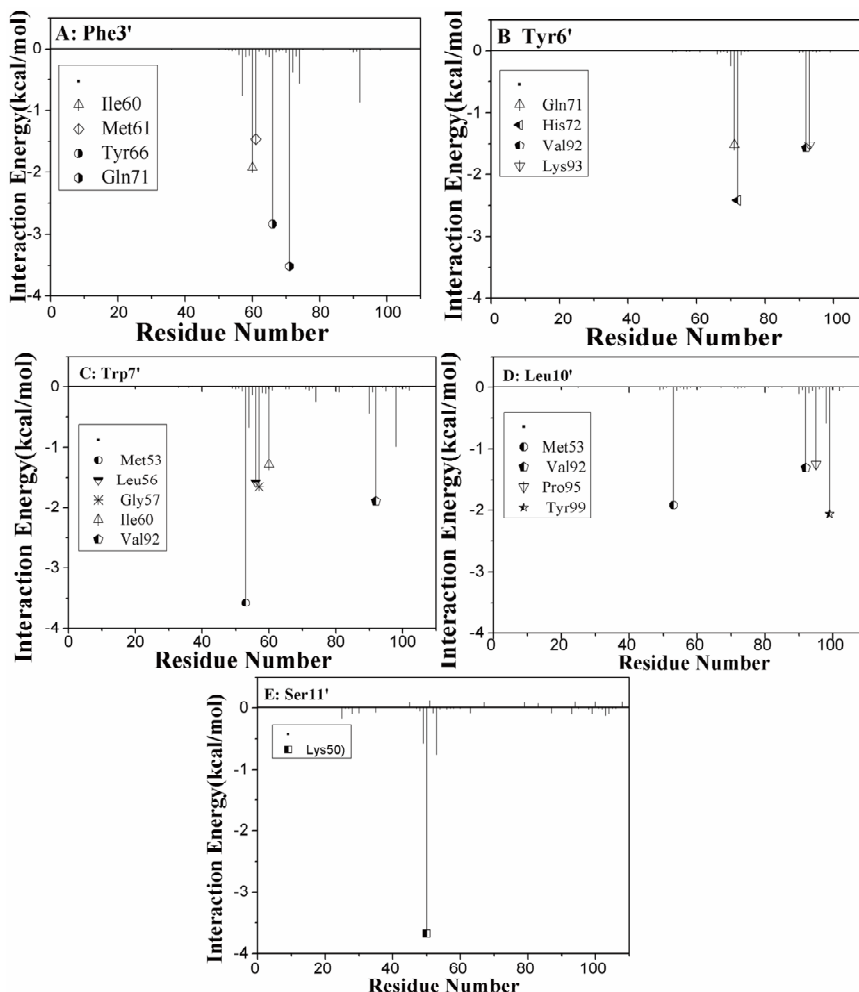 A: Phe3'
Interaction Energy(kcal/mol)
0
-1
-2
-3
-4
Ile60
Met61
Tyr66
Gln71
0 20 40 60 80 100
Residue Number
B Tyr6'
Interaction Energy(kcal/mol)
0
-1
-2
-3
-4
Gln71
His72
Val92
Lys93
0 20 40 60 80 100
Residue Number
C: Trp7'
Interaction Energy(kcal/mol)
0
-1
-2
-3
-4
Met53
Leu56
Gly57
Ile60
Val92
0 20 40 60 80 100
Residue Number
D: Leu10'
Interaction Energy(kcal/mol)
0
-1
-2
-3
-4
Met53
Val92
Pro95
Tyr99
0 20 40 60 80 100
Residue Number
E: Ser11'
Interaction Energy(kcal/mol)
0
-1
-2
-3
-4
Lys50)
0 20 40 60 80 100
Residue Number